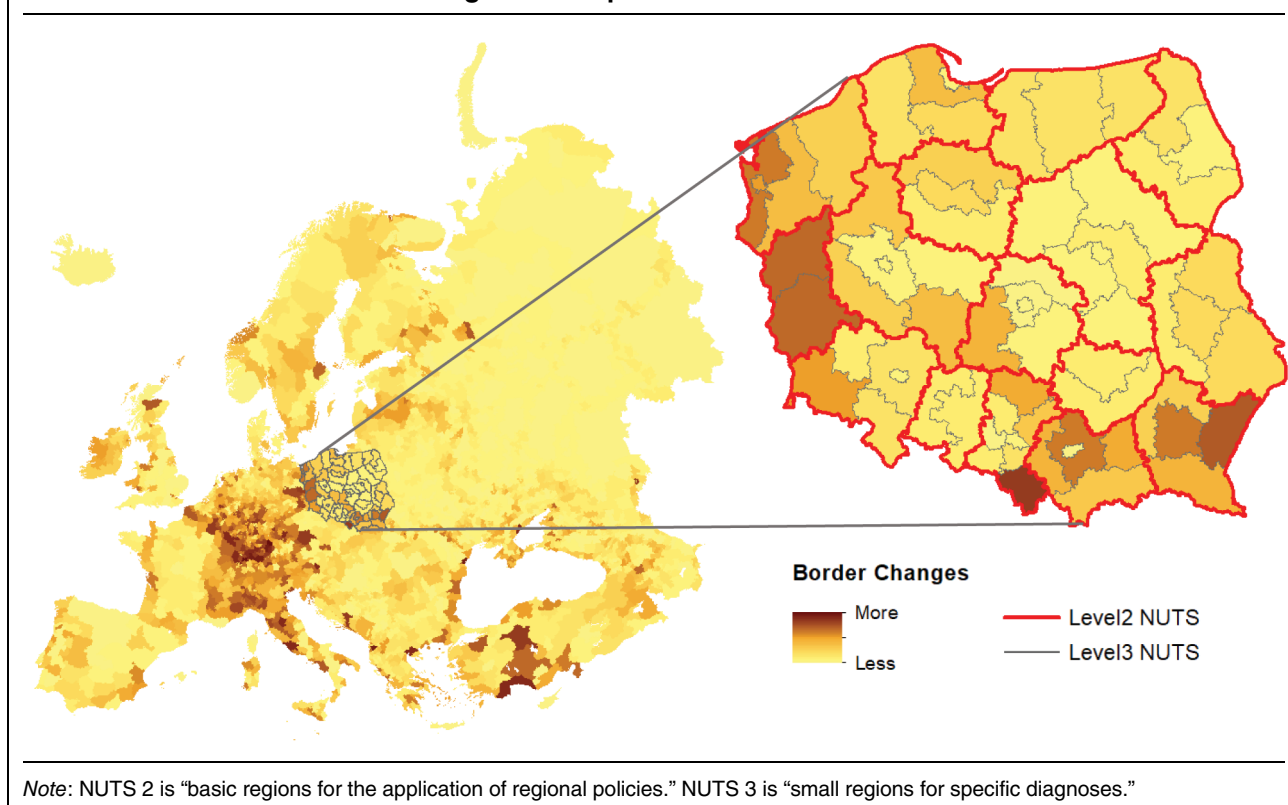 Border Changes
More
Less
Level2 NUTS
Level3 NUTS
Note: NUTS 2 is “basic regions for the application of regional policies.” NUTS 3 is “small regions for specific diagnoses.”